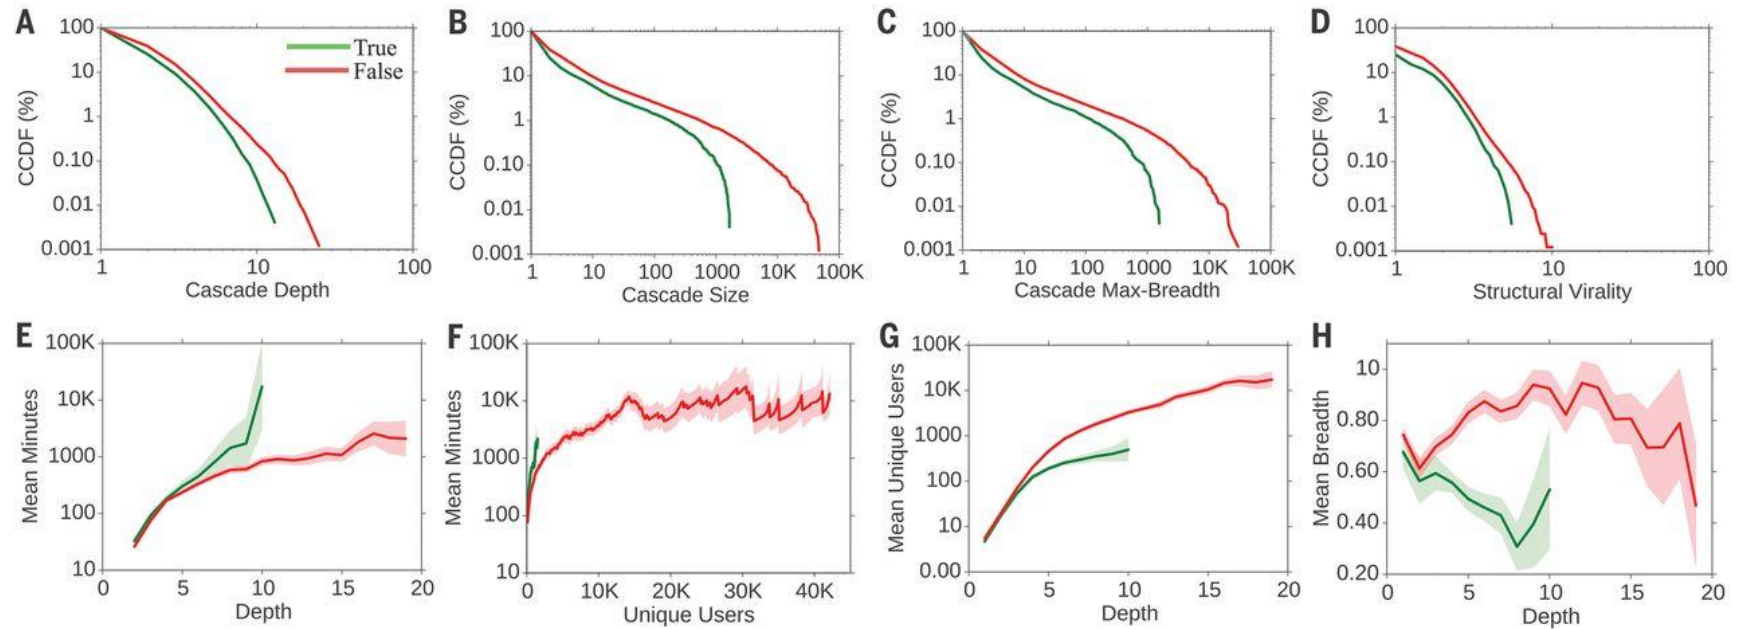 A
CCDF (%)
100
10
1
0.10
0.01
0.001
True
False
1
10
100
Cascade Depth
B
CCDF (%)
100
10
1
0.10
0.01
0.001
1
10
100
1000
10K
100K
Cascade Size
C
CCDF (%)
100
10
1
0.10
0.01
0.001
1
10
100
1000
10K
100K
Cascade Max-Breadth
D
CCDF (%)
100
10
1
0.10
0.01
0.001
1
10
100
Structural Virality
E
Mean Minutes
100K
10K
1000
100
10
0
5
10
15
20
Depth
F
Mean Minutes
100K
10K
1000
100
10
0
10K
20K
30K
40K
Unique Users
G
Mean Unique Users
100K
10K
1000
100
10
0.00
0
5
10
15
20
Depth
H
Mean Breadth
10
0.80
0.60
0.40
0.20
0
5
10
15
20
Depth